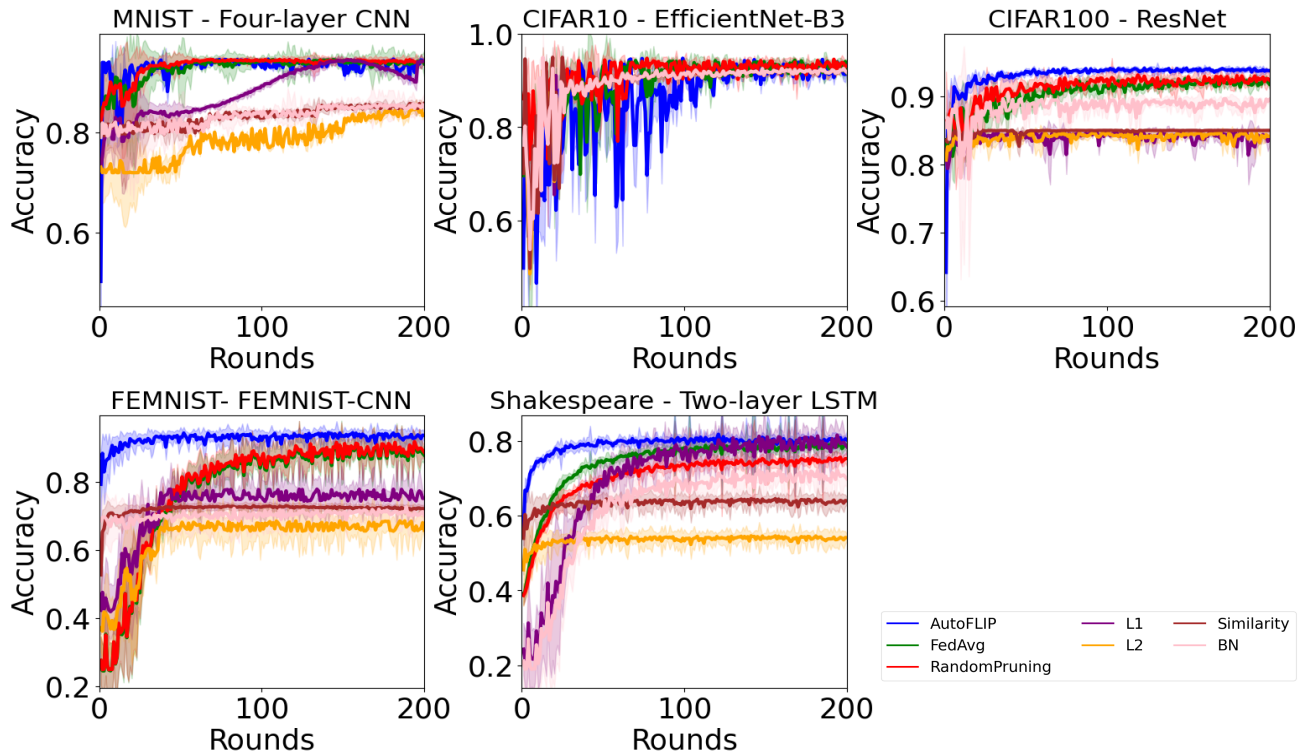 MNIST - Four-layer CNN
Accuracy
0.8
0.6
0 100 200
Rounds
CIFAR10 - EfficientNet-B3
Accuracy
1.0
0.8
0.6
0 100 200
Rounds
CIFAR100 - ResNet
Accuracy
0.9
0.8
0.7
0.6
0 100 200
Rounds
FEMNIST- FEMNIST-CNN
Accuracy
0.8
0.6
0.4
0.2
0 100 200
Rounds
Shakespeare - Two-layer LSTM
Accuracy
0.8
0.6
0.4
0.2
0 100 200
Rounds
AutoFLIP
FedAvg
RandomPruning
L1
L2
Similarity
BN